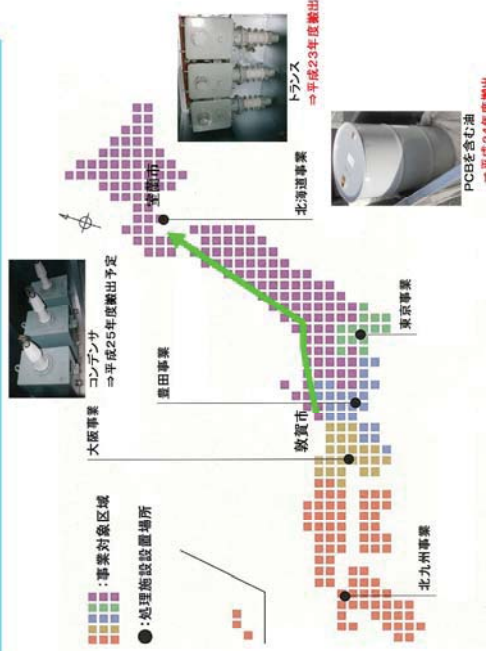 コンデンサ
⇒平成25年度搬出予定
トランス
⇒平成23年度搬出
PCBを含む油
：事業対象区域
：処理施設設置場所
大阪事業
豊田事業
敦賀市
室蘭市
北海道事業
東京事業
北九州事業